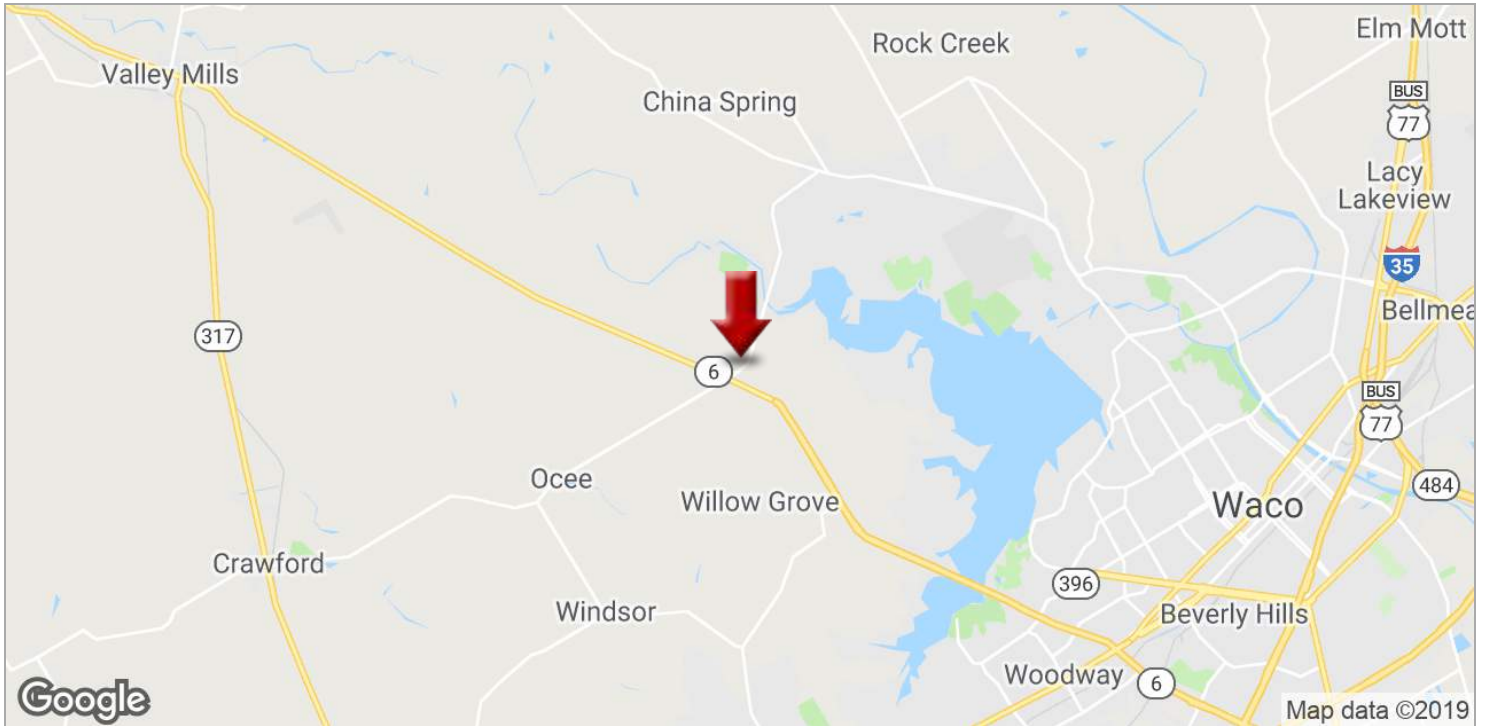 Elm Mott
Rock Creek
Valley Mills
China Spring
BUS
77
Lacy
Lakeview
35
Bellmea
317
6
BUS
77
Ocee
484
Willow Grove
Waco
Crawford
396
Windsor
Beverly Hills
Woodway
6
Google
Map data ©2019